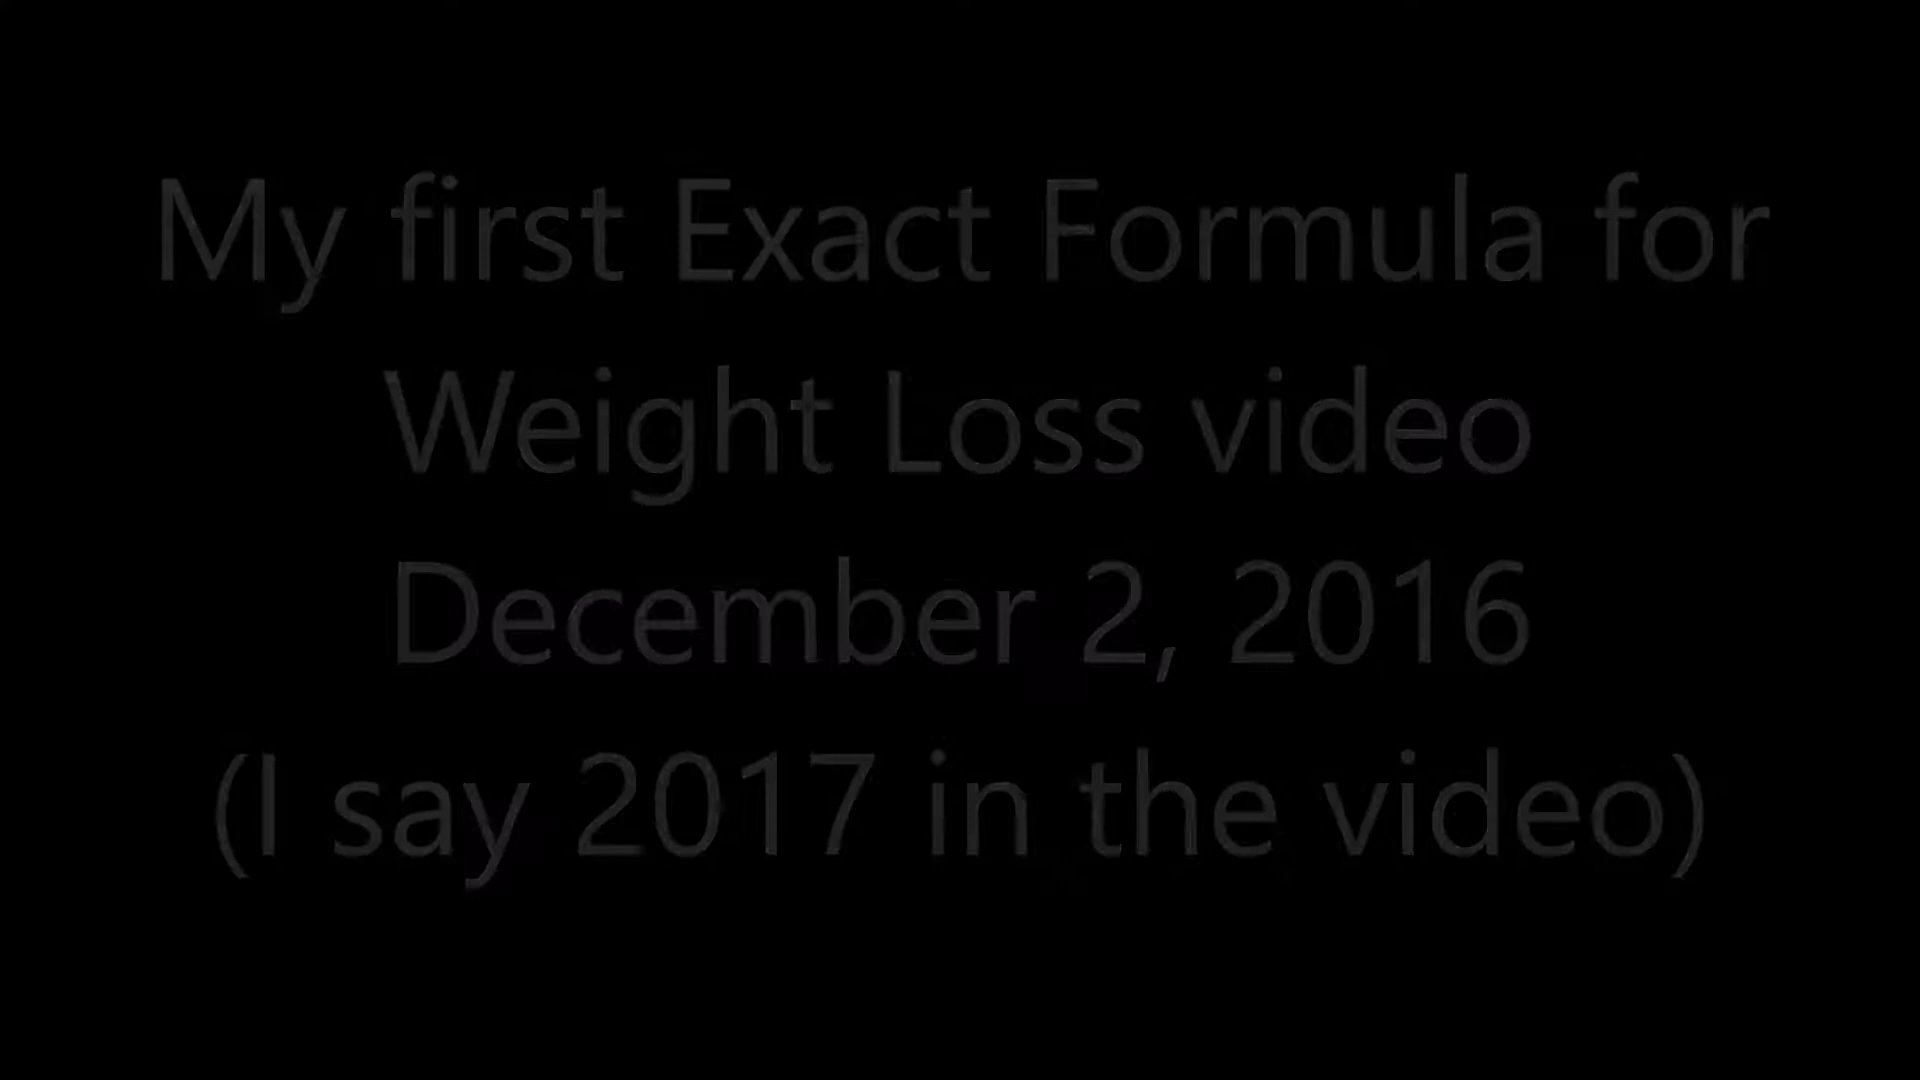 My first Exact Formula for
Weight Loss video
December 2, 2016
(I say 2017 in the video)